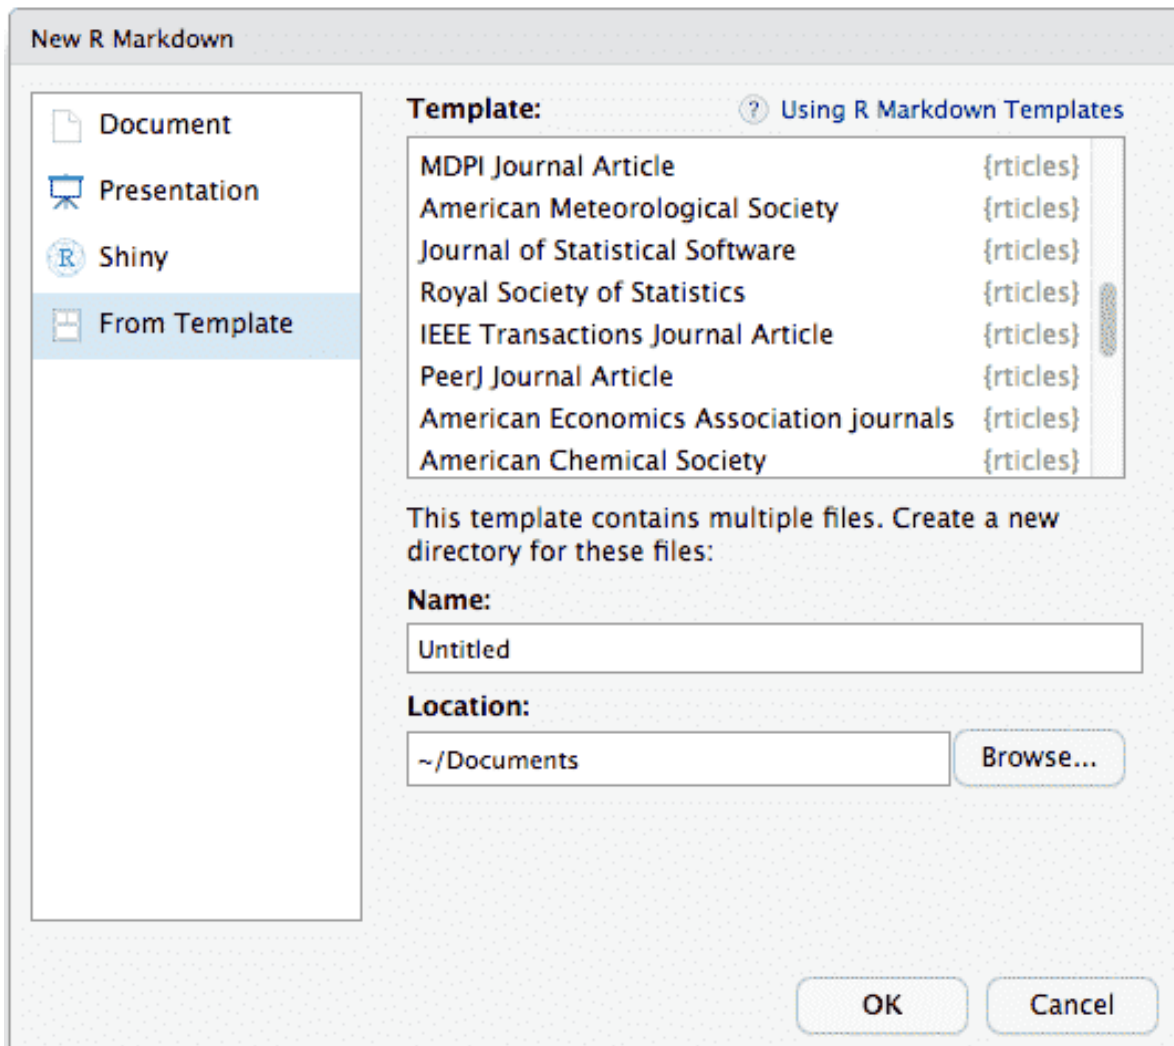 New R Markdown
Document
Presentation
R Shiny
From Template
Template: ? Using R Markdown Templates
MDPI Journal Article {rticles}
American Meteorological Society {rticles}
Journal of Statistical Software {rticles}
Royal Society of Statistics {rticles}
IEEE Transactions Journal Article {rticles}
PeerJ Journal Article {rticles}
American Economics Association journals {rticles}
American Chemical Society {rticles}
This template contains multiple files. Create a new
directory for these files:
Name:
Untitled
Location:
~/Documents Browse...
OK Cancel